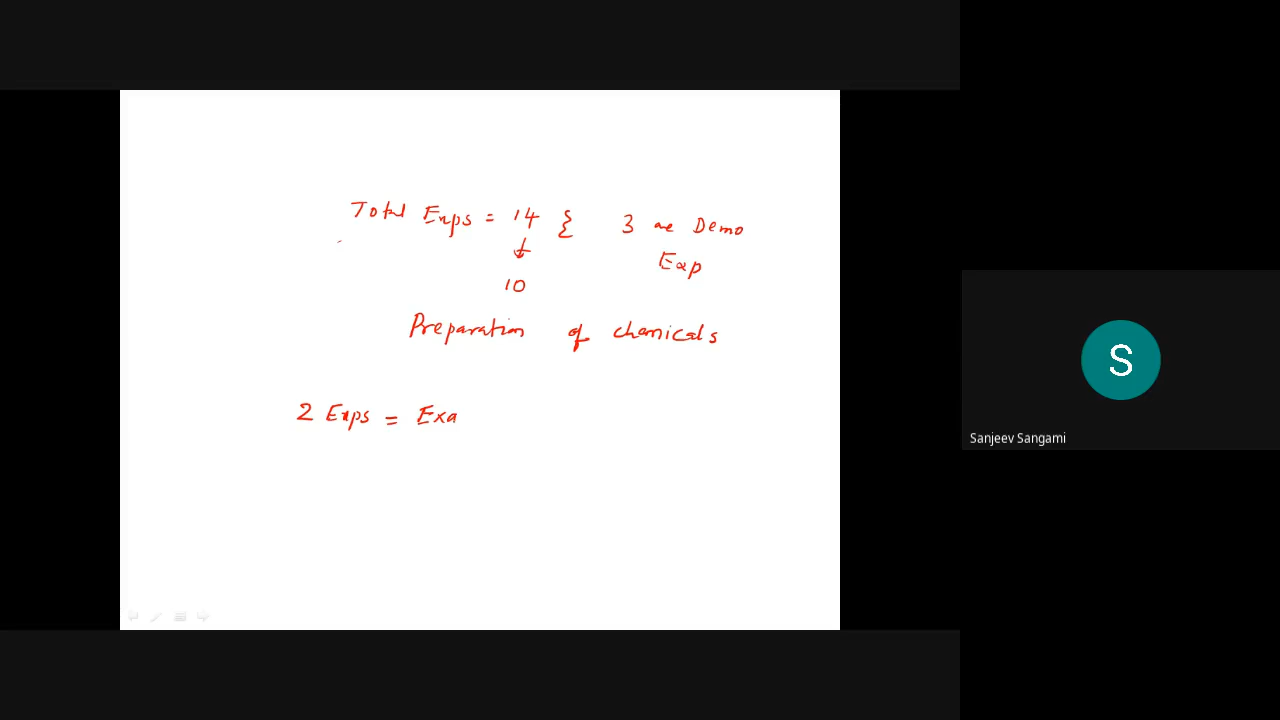 Total Exps = 14 { 3 are Demo
Exp
10
Preparation of chemicals
2 Exps = Exa
S
Sanjeev Sangami